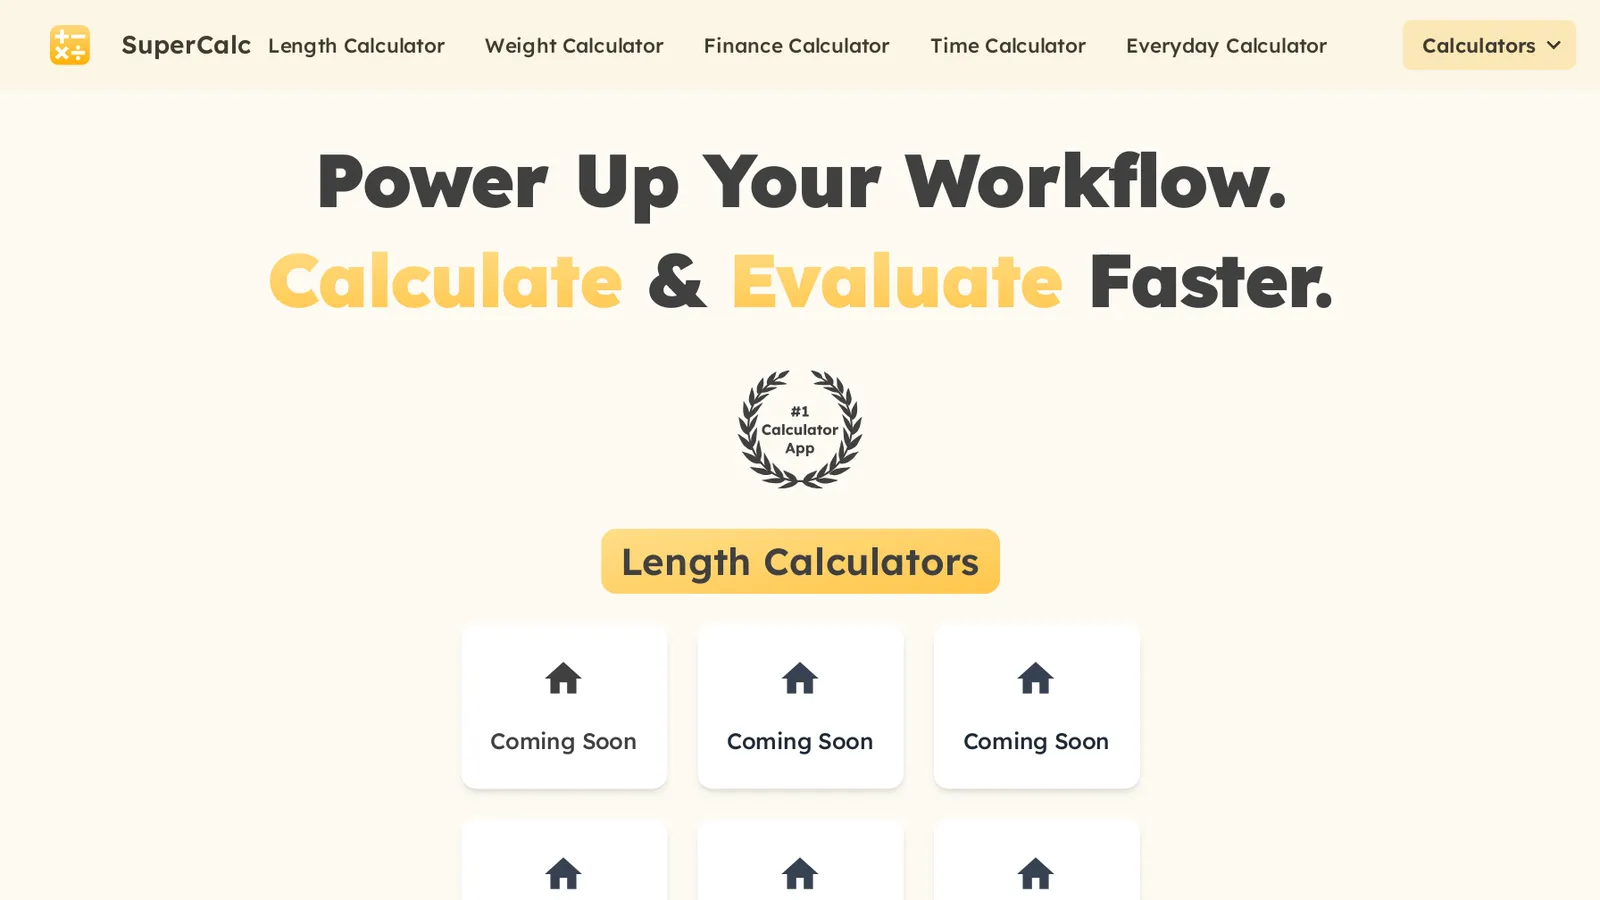 SuperCalc Length Calculator Weight Calculator Finance Calculator Time Calculator Everyday Calculator Calculators
Power Up Your Workflow.
Calculate & Evaluate Faster.
#1
Calculator
App
Length Calculators
Coming Soon Coming Soon Coming Soon